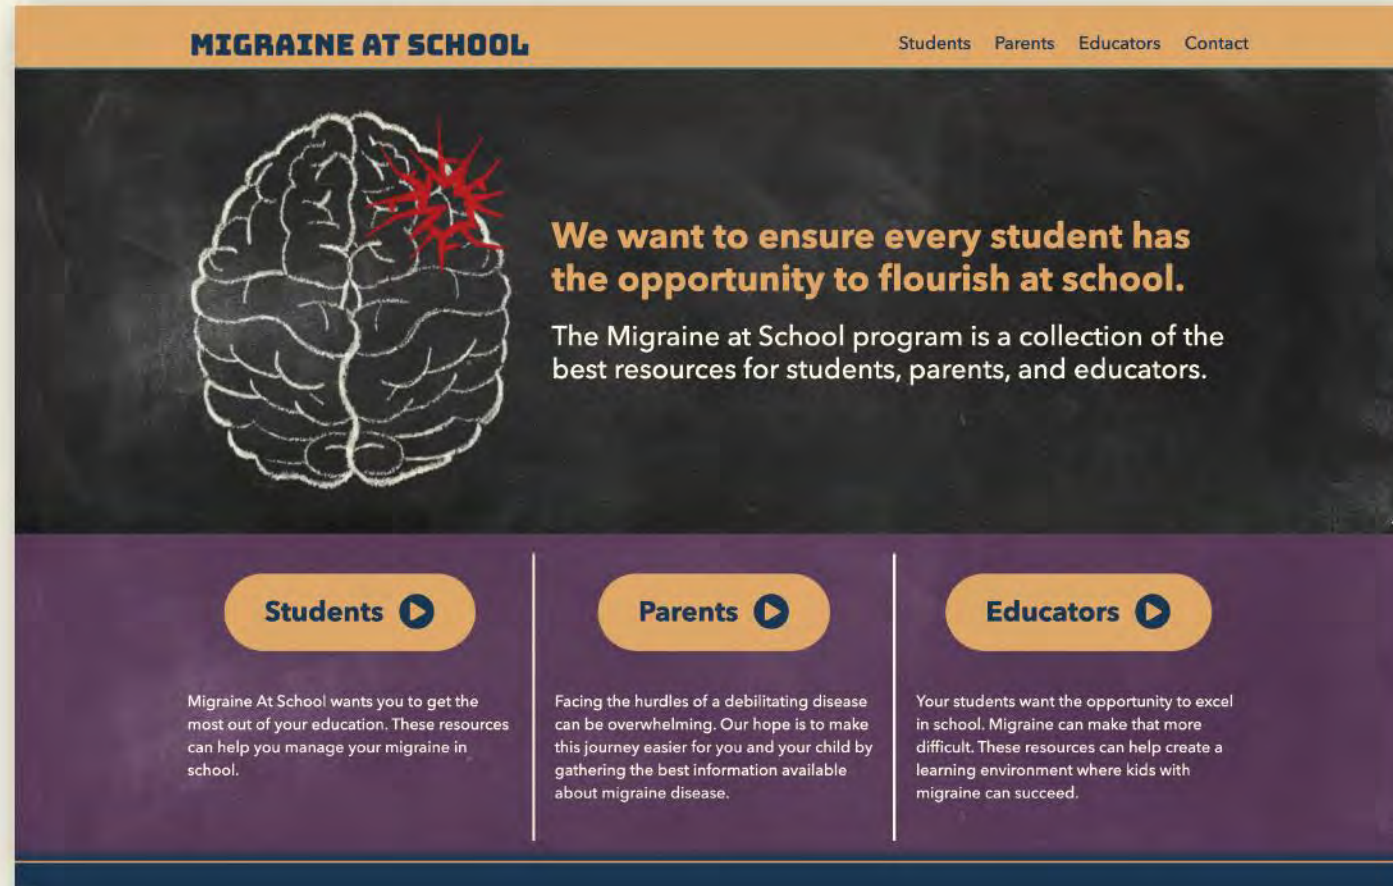 MIGRAINE AT SCHOOL
Students Parents Educators Contact
We want to ensure every student has
the opportunity to flourish at school.
The Migraine at School program is a collection of the
best resources for students, parents, and educators.
Students
Migraine At School wants you to get the
most out of your education. These resources
can help you manage your migraine in
school.
Parents
Facing the hurdles of a debilitating disease
can be overwhelming. Our hope is to make
this journey easier for you and your child by
gathering the best information available
about migraine disease.
Educators
Your students want the opportunity to excel
in school. Migraine can make that more
difficult. These resources can help create a
learning environment where kids with
migraine can succeed.